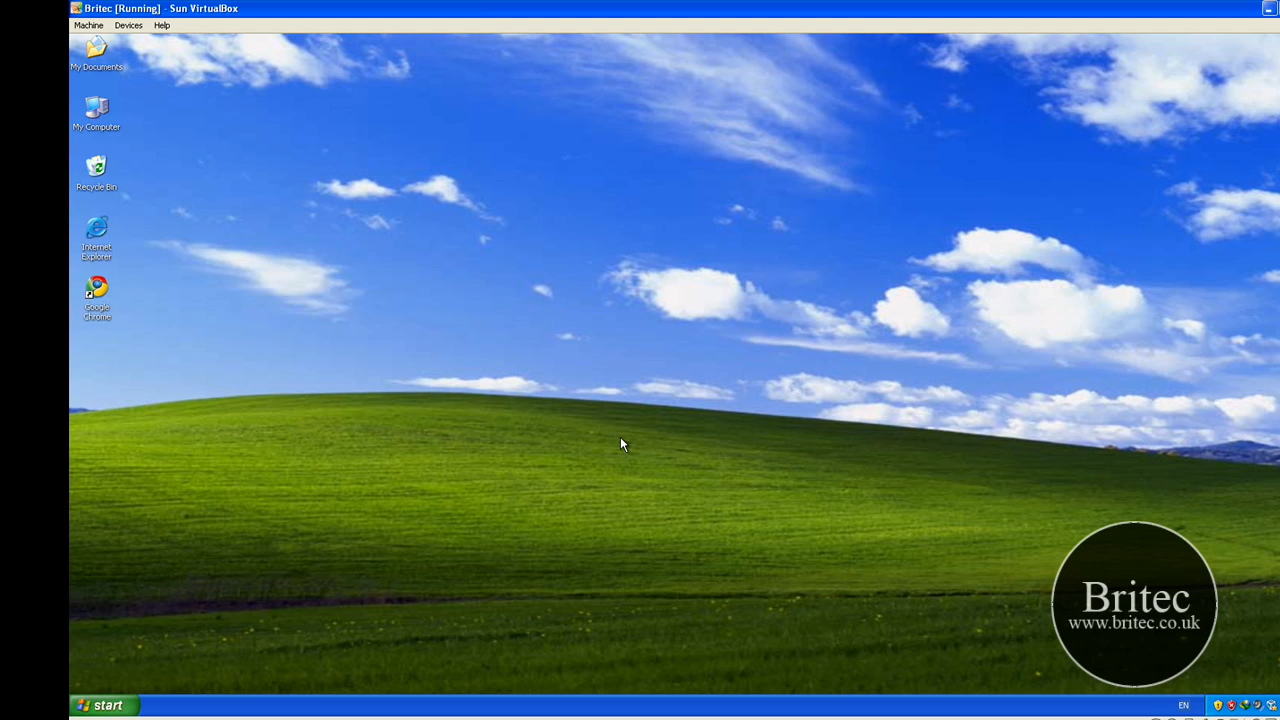 Britec [Running] - Sun VirtualBox
Machine Devices Help
My Documents
My Computer
Recycle Bin
Internet
Explorer
Google
Chrome
Britec
www.britec.co.uk
start
EN